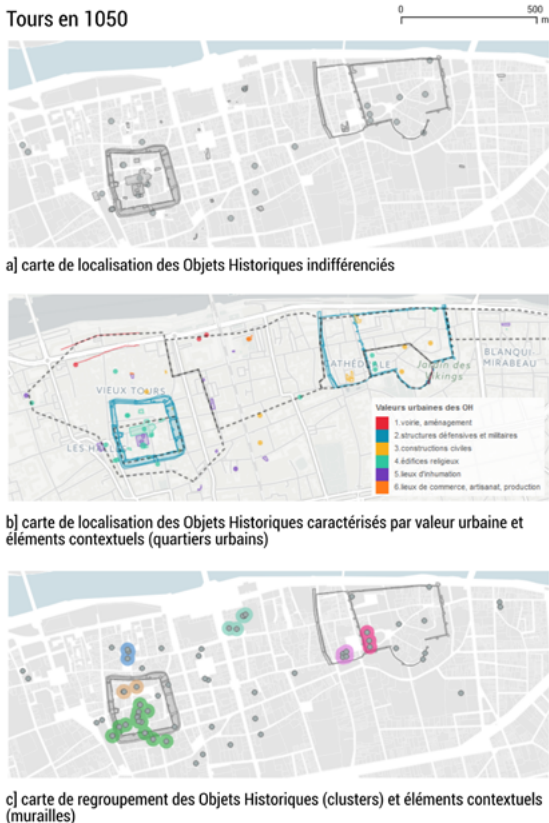 Tours en 1050
0 500
m
a] carte de localisation des Objets Historiques indifférenciés
VIEUX TOURS
LES HALLES
CATHÉDRALE
Jardin des
Vikings
BLANQUI-
MIRABEAU
Valeurs urbaines des OH
1.voirie, aménagement
2.structures défensives et militaires
3.constructions civiles
4.édifices religieux
5.lieux d'inhumation
6.lieux de commerce, artisanat, production
b] carte de localisation des Objets Historiques caractérisés par valeur urbaine et
éléments contextuels (quartiers urbains)
c] carte de regroupement des Objets Historiques (clusters) et éléments contextuels
(murailles)